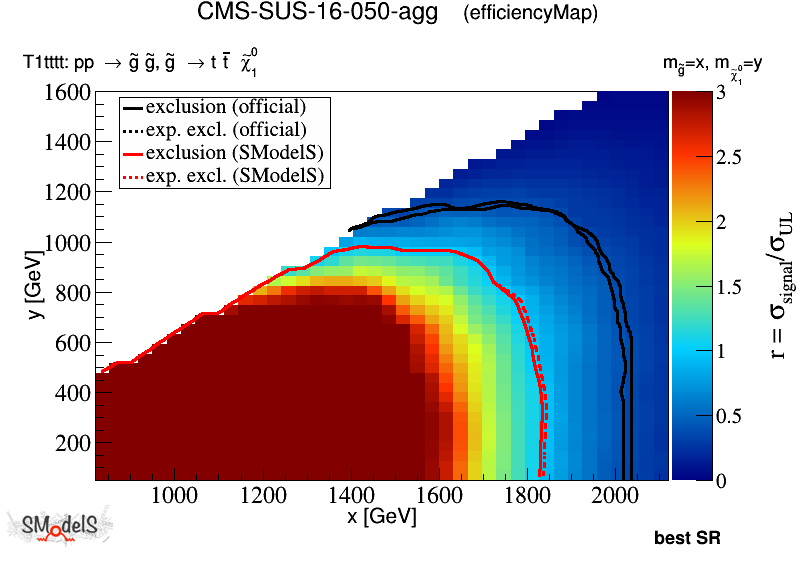 CMS-SUS-16-050-agg (efficiencyMap)
T1tttt: pp → g̃ g̃, g̃ → t t̄ χ̃₁⁰
m_g̃=x, m_χ̃₁⁰=y
exclusion (official)
exp. excl. (official)
exclusion (SModelS)
exp. excl. (SModelS)
1600
1400
1200
1000
800
600
400
200
y [GeV]
1000 1200 1400 1600 1800 2000
x [GeV]
3
2.5
2
1.5
1
0.5
0
r = σ_signal/σ_UL
SModelS
best SR